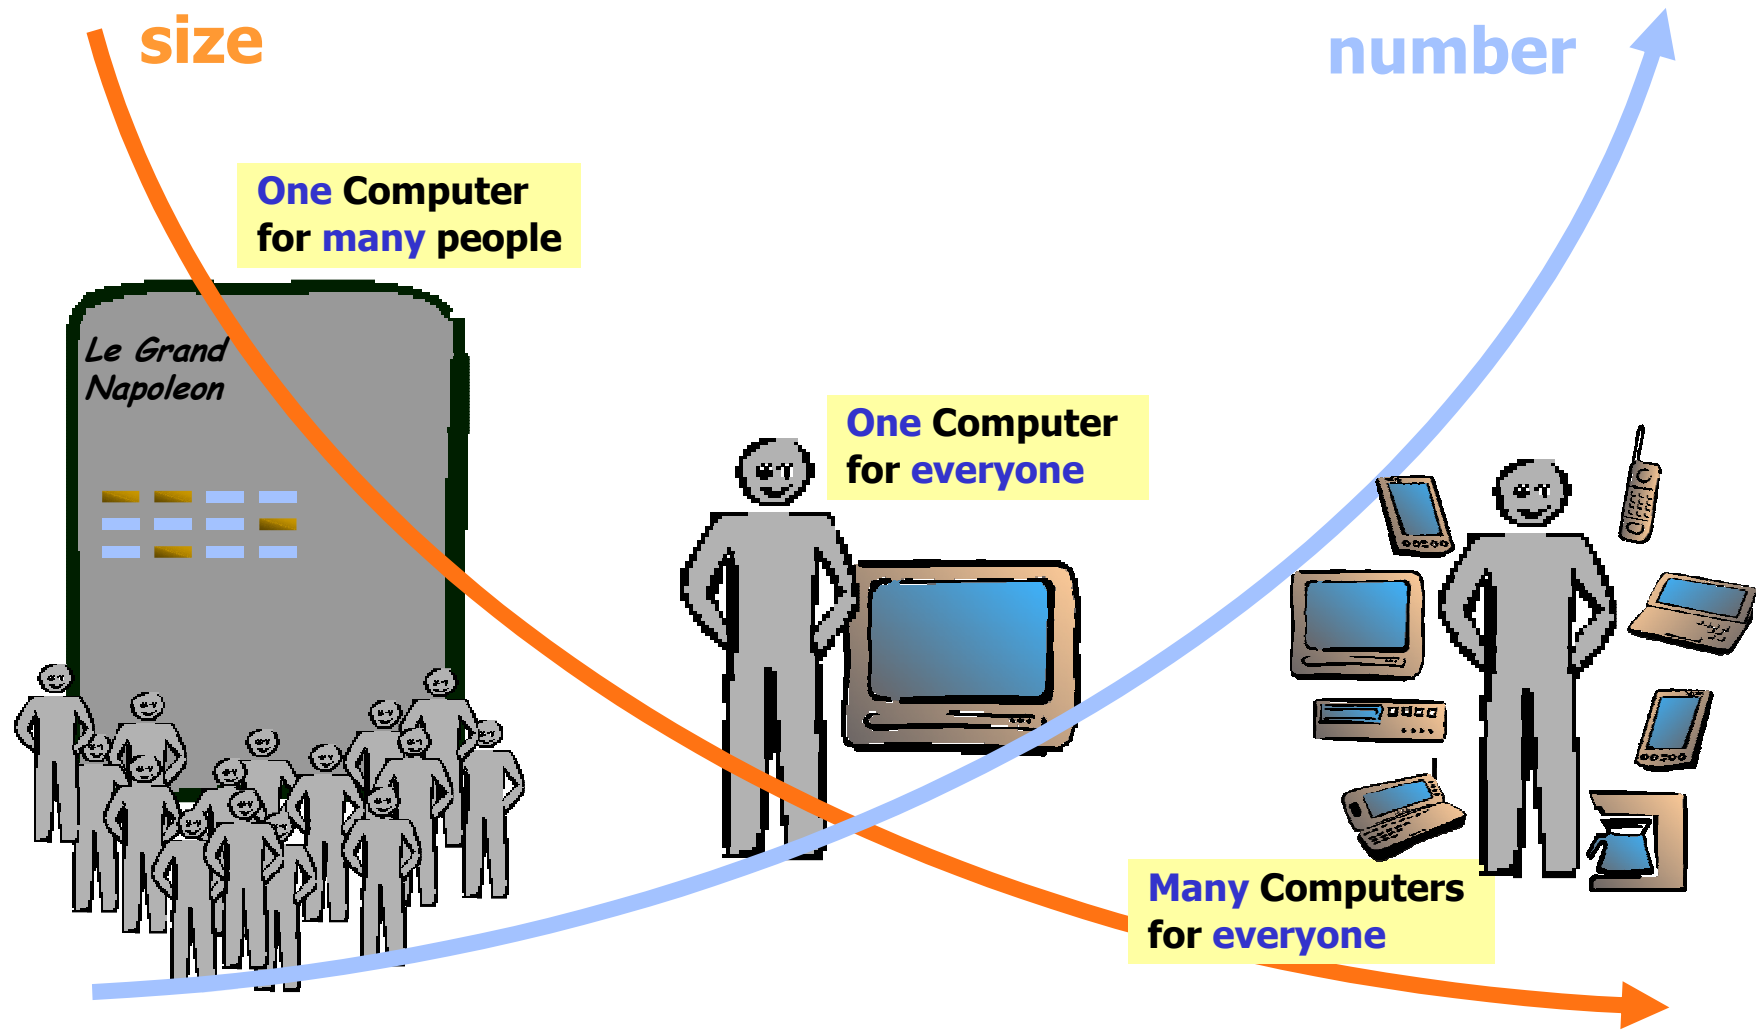 size
number
One Computer
for many people
Le Grand
Napoleon
One Computer
for everyone
Many Computers
for everyone